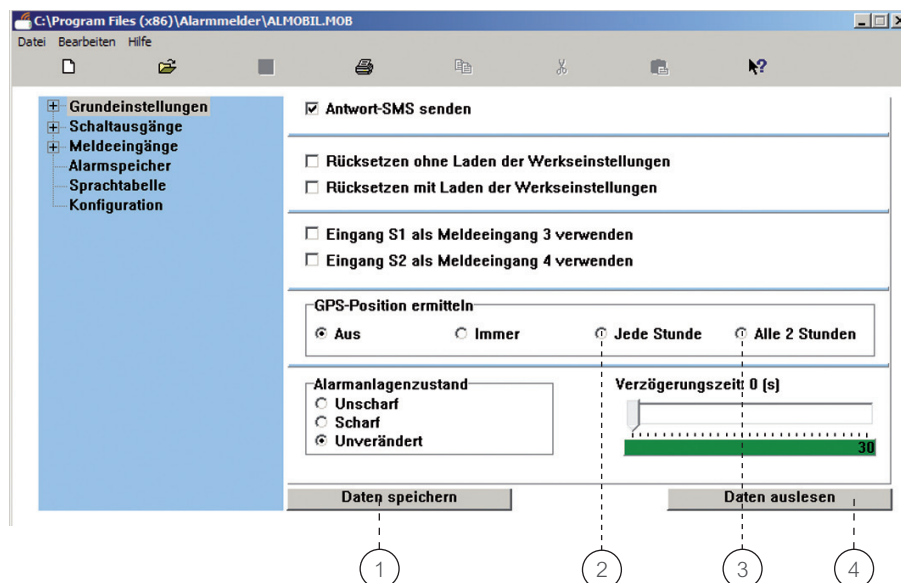 C:\Program Files (x86)\Alarmmelder\ALMOBIL.MOB
Datei Bearbeiten Hilfe
Grundeinstellungen
Schaltausgänge
Meldeeingänge
Alarmspeicher
Sprachtabelle
Konfiguration
Antwort-SMS senden
Rücksetzen ohne Laden der Werkseinstellungen
Rücksetzen mit Laden der Werkseinstellungen
Eingang S1 als Meldeeingang 3 verwenden
Eingang S2 als Meldeeingang 4 verwenden
GPS-Position ermitteln
Aus Immer Jede Stunde Alle 2 Stunden
Alarmanlagenzustand
Unscharf
Scharf
Unverändert
Verzögerungszeit: 0 (s)
30
Daten speichern Daten auslesen
1 2 3 4